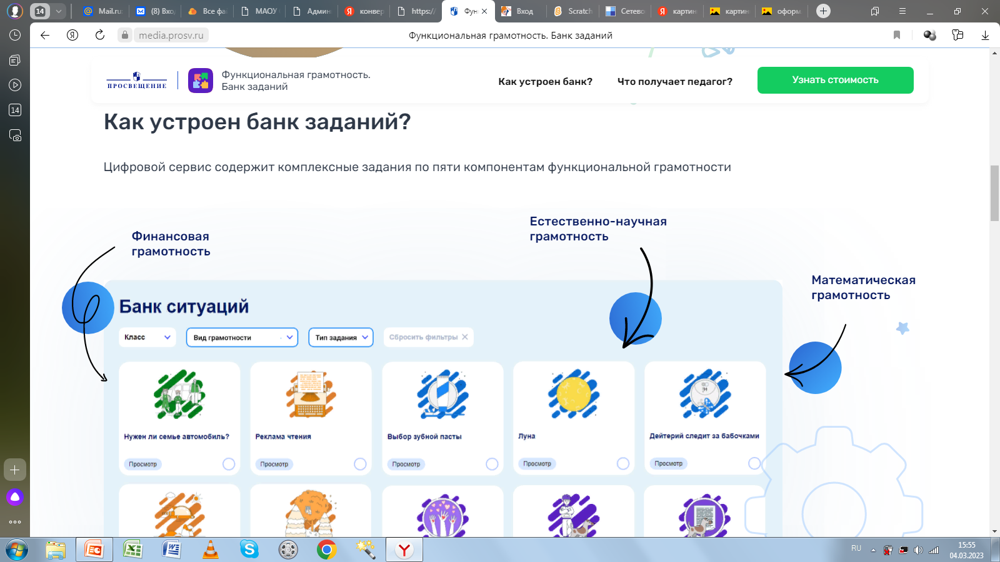 14
Mail.ru:
(8) Вхо
Все фа
МАОУ
Админ
конвер
https://
Фун
Вход
Scratch
Сетево
картин
картин
оформ
media.prosv.ru
Функциональная грамотность. Банк заданий
14
ПРОСВЕЩЕНИЕ
Функциональная грамотность.
Банк заданий
Как устроен банк?
Что получает педагог?
Узнать стоимость
Как устроен банк заданий?
Цифровой сервис содержит комплексные задания по пяти компонентам функциональной грамотности
Финансовая
грамотность
Естественно-научная
грамотность
Математическая
грамотность
Банк ситуаций
Класс
Вид грамотности
Тип задания
Сбросить фильтры
Нужен ли семье автомобиль?
Реклама чтения
Выбор зубной пасты
Луна
Дейтерий следит за бабочками
Просмотр
Просмотр
Просмотр
Просмотр
Просмотр
RU
15:55
04.03.2023